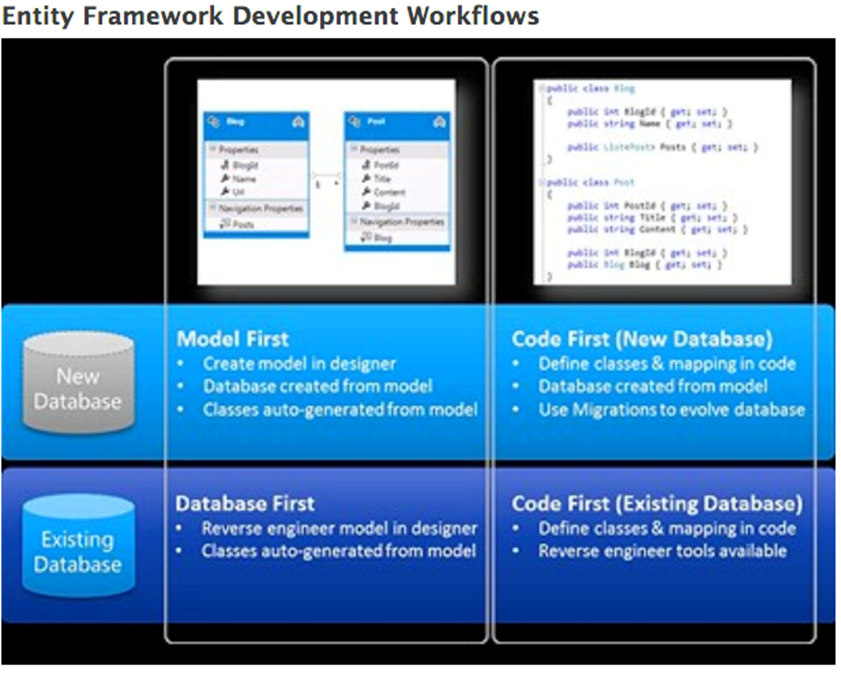 Entity Framework Development Workflows
Blog
Properties
BlogId
Name
Url
Navigation Properties
Posts
1
*
Post
Properties
PostId
Title
Content
BlogId
Navigation Properties
Blog
public class Blog
{
public int BlogId { get; set; }
public string Name { get; set; }
public List<Post> Posts { get; set; }
}
public class Post
{
public int PostId { get; set; }
public string Title { get; set; }
public string Content { get; set; }
public int BlogId { get; set; }
public Blog Blog { get; set; }
}
New
Database
Model First
• Create model in designer
• Database created from model
• Classes auto-generated from model
Code First (New Database)
• Define classes & mapping in code
• Database created from model
• Use Migrations to evolve database
Existing
Database
Database First
• Reverse engineer model in designer
• Classes auto-generated from model
Code First (Existing Database)
• Define classes & mapping in code
• Reverse engineer tools available